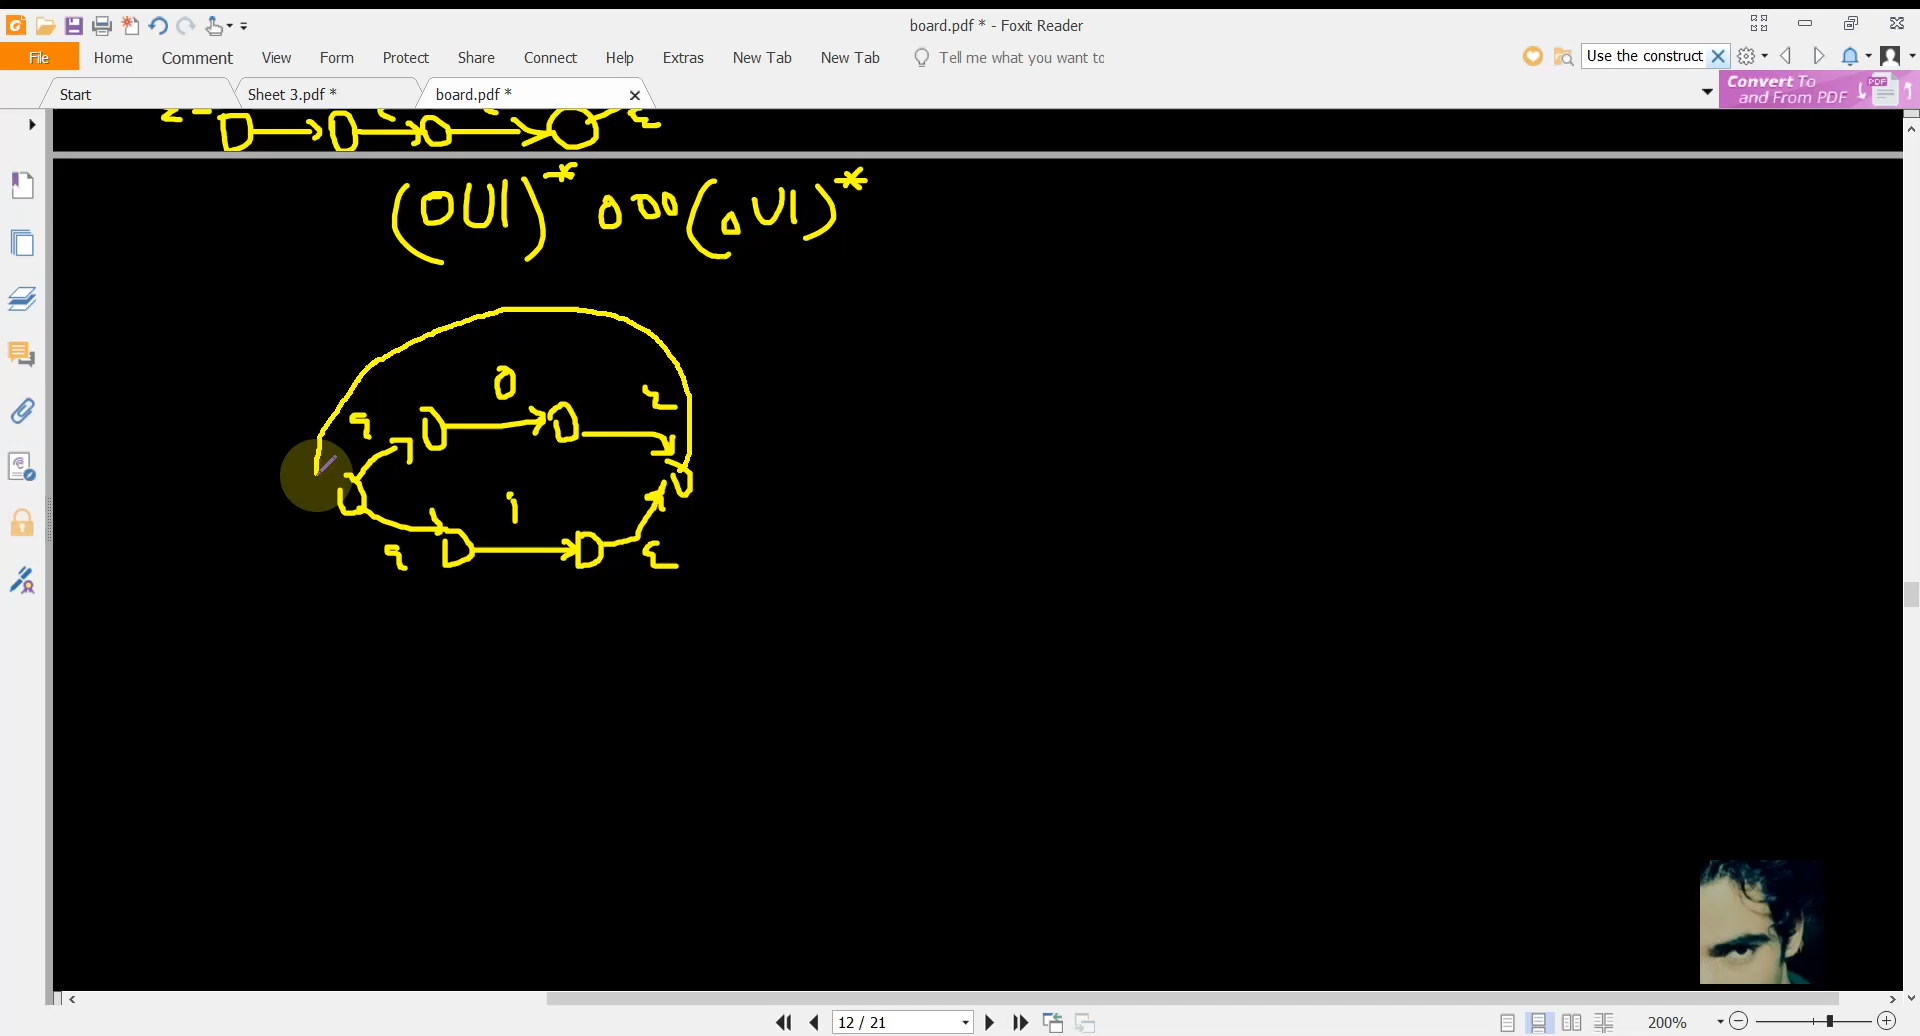 board.pdf * - Foxit Reader
File Home Comment View Form Protect Share Connect Help Extras New Tab New Tab Tell me what you want to Use the construct
Start Sheet 3.pdf * board.pdf *
Convert To
and From PDF
PDF
(0U1)* 000(0U1)*
0
ε
ε
1
ε
ε
12 / 21
200%